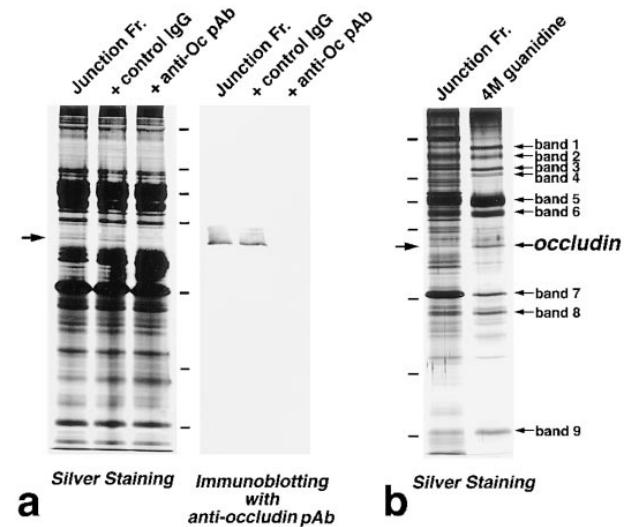 Junction Fr.
+ control IgG
+ anti-Oc pAb
Junction Fr.
+ control IgG
+ anti-Oc pAb
Silver Staining
Immunoblotting
with
anti-occludin pAb
a
Junction Fr.
4M guanidine
band 1
band 2
band 3
band 4
band 5
band 6
occludin
band 7
band 8
band 9
Silver Staining
b